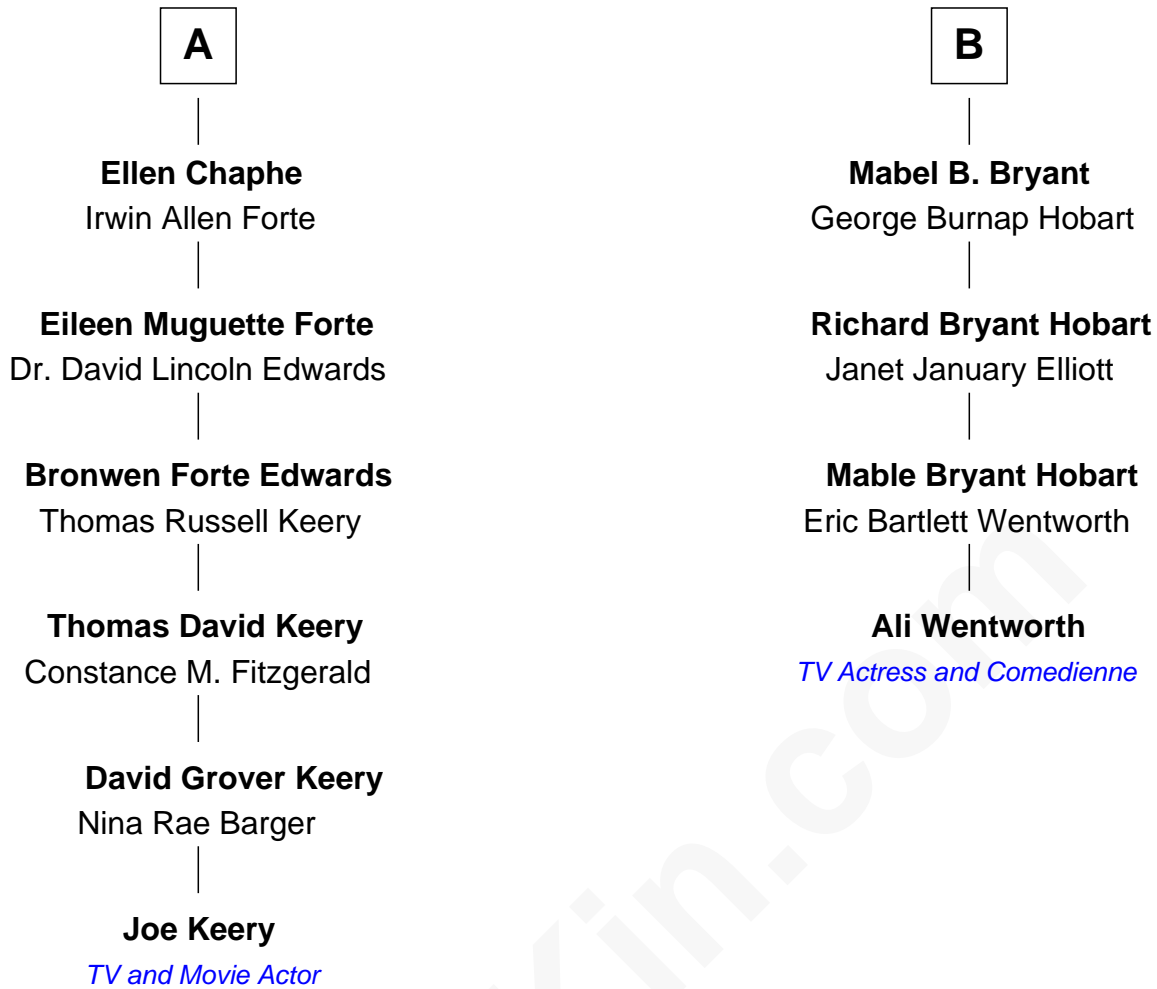 A
Ellen Chaphe
Irwin Allen Forte
Eileen Muguette Forte
Dr. David Lincoln Edwards
Bronwen Forte Edwards
Thomas Russell Keery
Thomas David Keery
Constance M. Fitzgerald
David Grover Keery
Nina Rae Barger
Joe Keery
TV and Movie Actor
B
Mabel B. Bryant
George Burnap Hobart
Richard Bryant Hobart
Janet January Elliott
Mable Bryant Hobart
Eric Bartlett Wentworth
Ali Wentworth
TV Actress and Comedienne
Kin.com